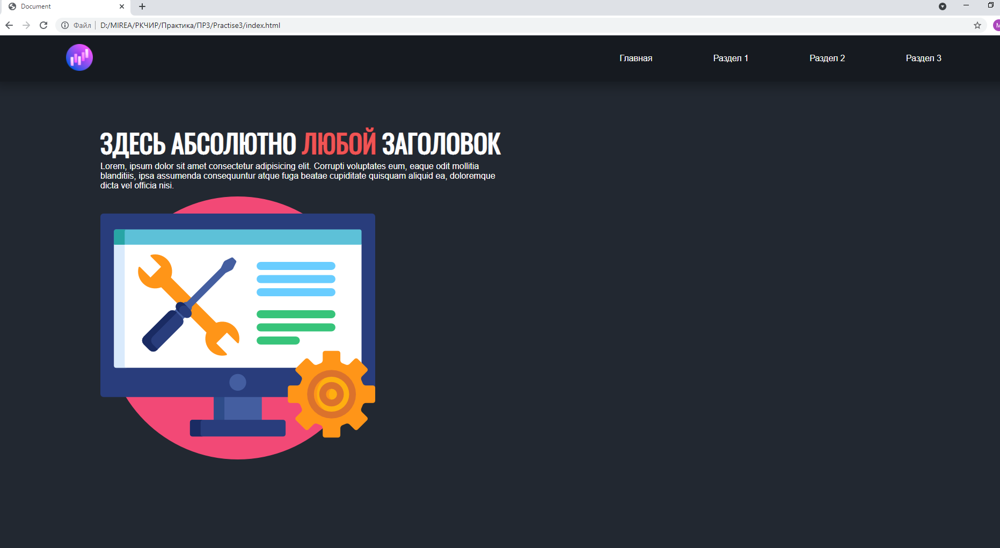 Document
Файл D:/MIREA/РКЧИР/Практика/ПР3/Practise3/index.html
M
Главная Раздел 1 Раздел 2 Раздел 3
ЗДЕСЬ АБСОЛЮТНО ЛЮБОЙ ЗАГОЛОВОК
Lorem, ipsum dolor sit amet consectetur adipisicing elit. Corrupti voluptates eum, eaque odit mollitia
blanditiis, ipsa assumenda consequuntur atque fuga beatae cupiditate quisquam aliquid ea, doloremque
dicta vel officia nisi.